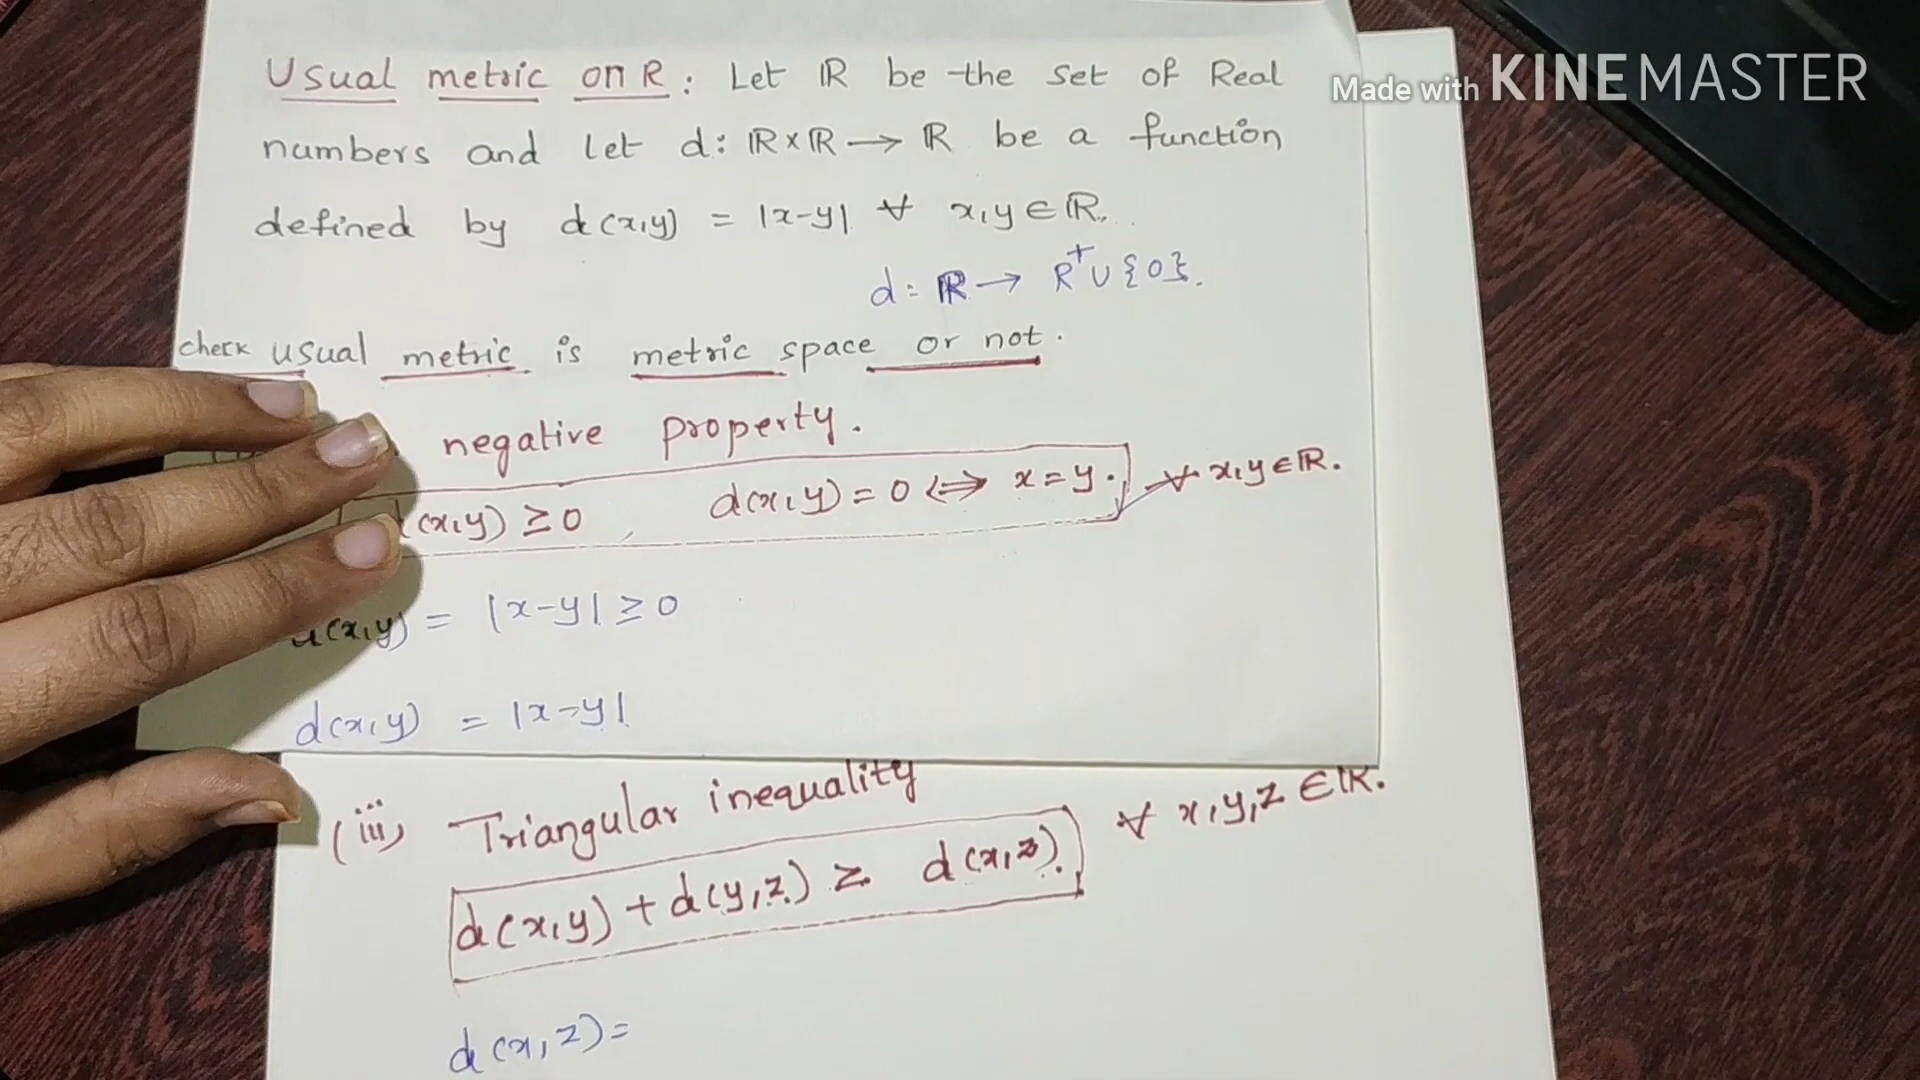 Usual metric on R : Let ℝ be the set of Real
Made with KINEMASTER
numbers and let d: ℝ×ℝ → ℝ be a function
defined by d(x,y) = |x-y| ∀ x,y ∈ ℝ.
d = ℝ → R⁺ ∪ {0}.
check usual metric is metric space or not.
negative property.
(x,y) ≥ 0 , d(x,y) = 0 ⇔ x = y. ∀ x,y ∈ ℝ.
d(x,y) = |x-y| ≥ 0
d(x,y) = |x-y|
(iii) Triangular inequality
d(x,y) + d(y,z) ≥ d(x,z). ∀ x,y,z ∈ ℝ.
d(x,z) =